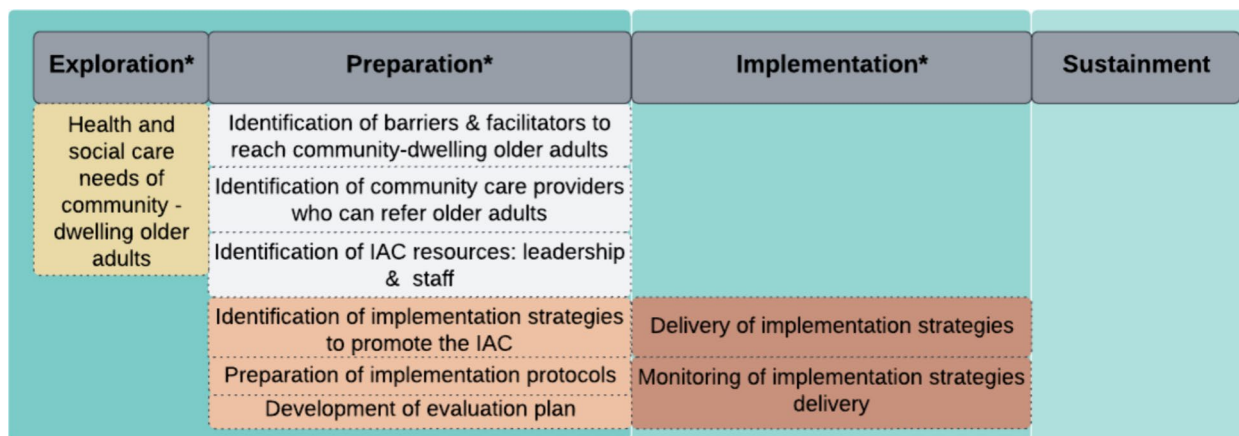 Exploration*
Preparation*
Implementation*
Sustainment
Health and
social care
needs of
community -
dwelling older
adults
Identification of barriers & facilitators to
reach community-dwelling older adults
Identification of community care providers
who can refer older adults
Identification of IAC resources: leadership
& staff
Identification of implementation strategies
to promote the IAC
Preparation of implementation protocols
Development of evaluation plan
Delivery of implementation strategies
Monitoring of implementation strategies
delivery